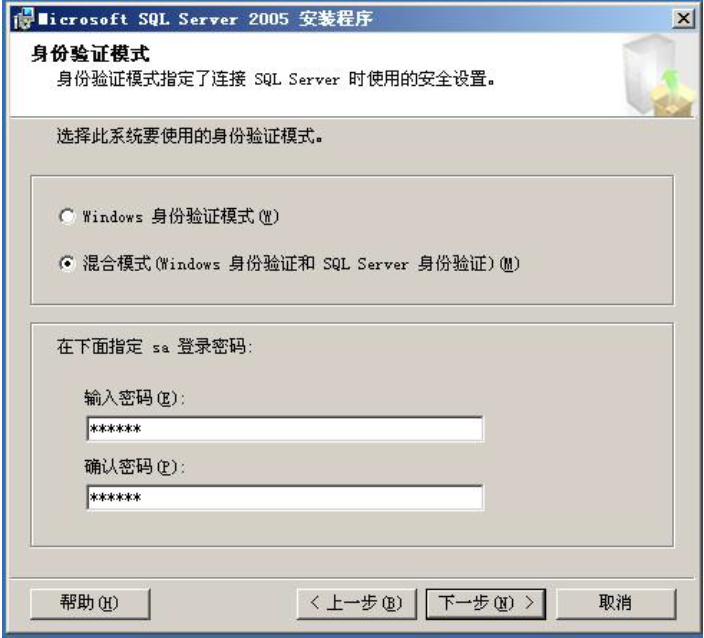 Microsoft SQL Server 2005 安装程序
身份验证模式
身份验证模式指定了连接 SQL Server 时使用的安全设置。
选择此系统要使用的身份验证模式。
Windows 身份验证模式(W)
混合模式(Windows 身份验证和 SQL Server 身份验证)(M)
在下面指定 sa 登录密码:
输入密码(E):
******
确认密码(P):
******
帮助(H)
< 上一步(B)
下一步(N) >
取消